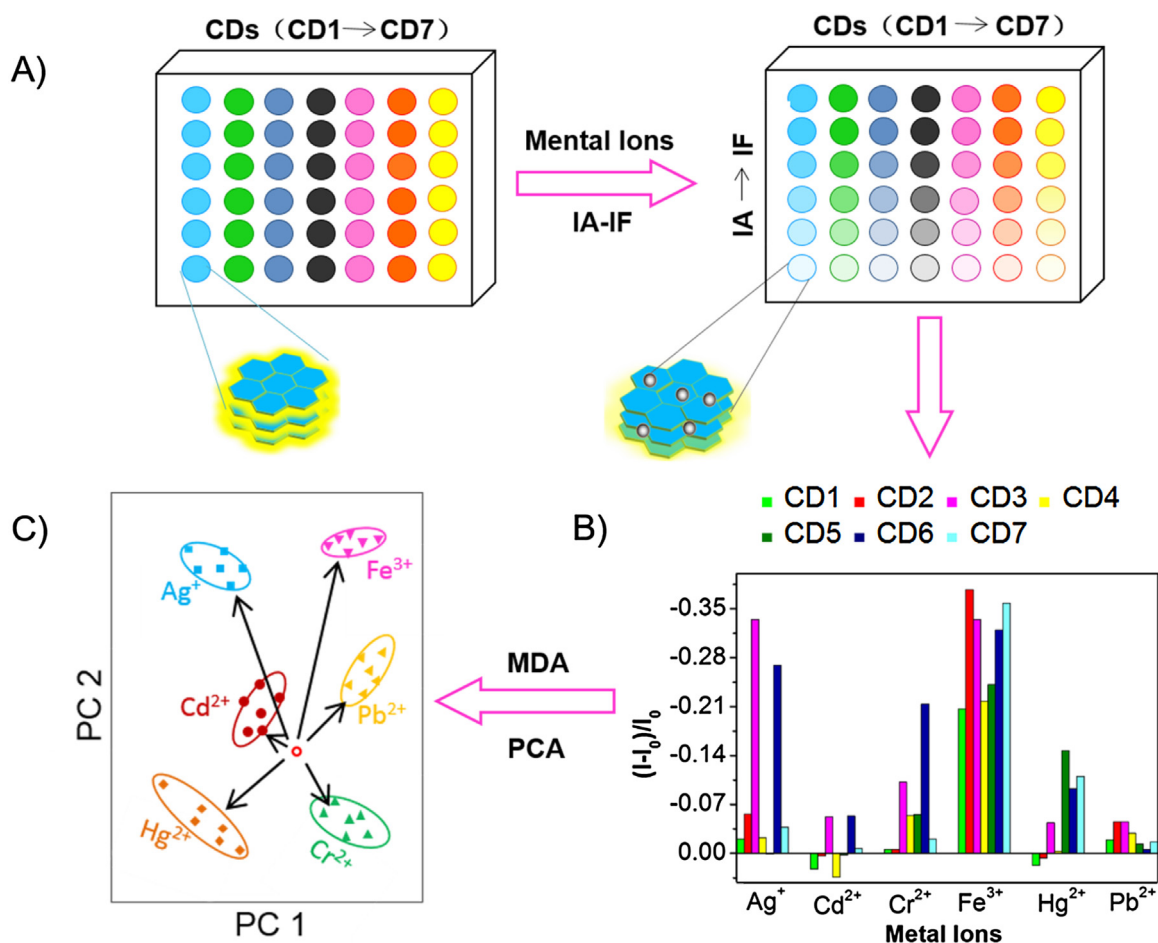 A)
CDs (CD1→CD7)
Mental Ions
IA-IF
CDs (CD1→CD7)
IA → IF
B)
CD1 CD2 CD3 CD4
CD5 CD6 CD7
(I-I₀)/I₀
-0.35
-0.28
-0.21
-0.14
-0.07
0.00
Ag⁺ Cd²⁺ Cr²⁺ Fe³⁺ Hg²⁺ Pb²⁺
Metal Ions
MDA
PCA
C)
PC 2
Ag⁺
Fe³⁺
Cd²⁺
Pb²⁺
Hg²⁺
Cr²⁺
PC 1